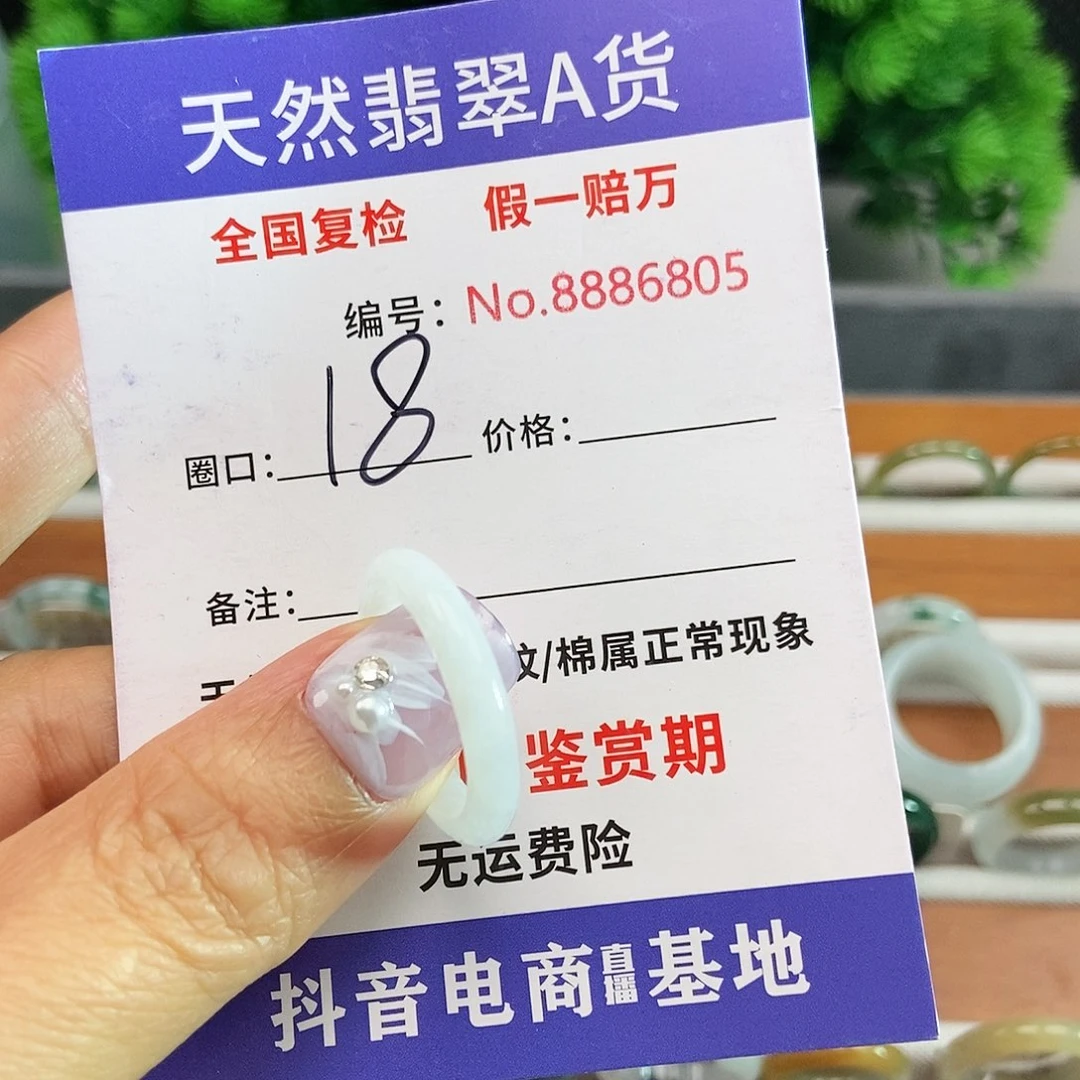 天然翡翠A货
全国复检 假一赔万
编号：No.8886805
圈口：18 价格：
备注：
纹/棉属正常现象
鉴赏期
无运费险
抖音电商直播基地